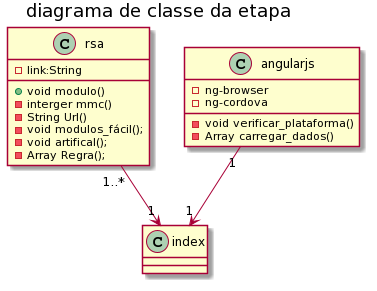 diagrama de classe da etapa
C rsa
link:String
void modulo()
interger mmc()
String Url()
void modulos_fácil();
void artifical();
Array Regra();
C angularjs
ng-browser
ng-cordova
void verificar_plataforma()
Array carregar_dados()
1..*
1
1
1
C index